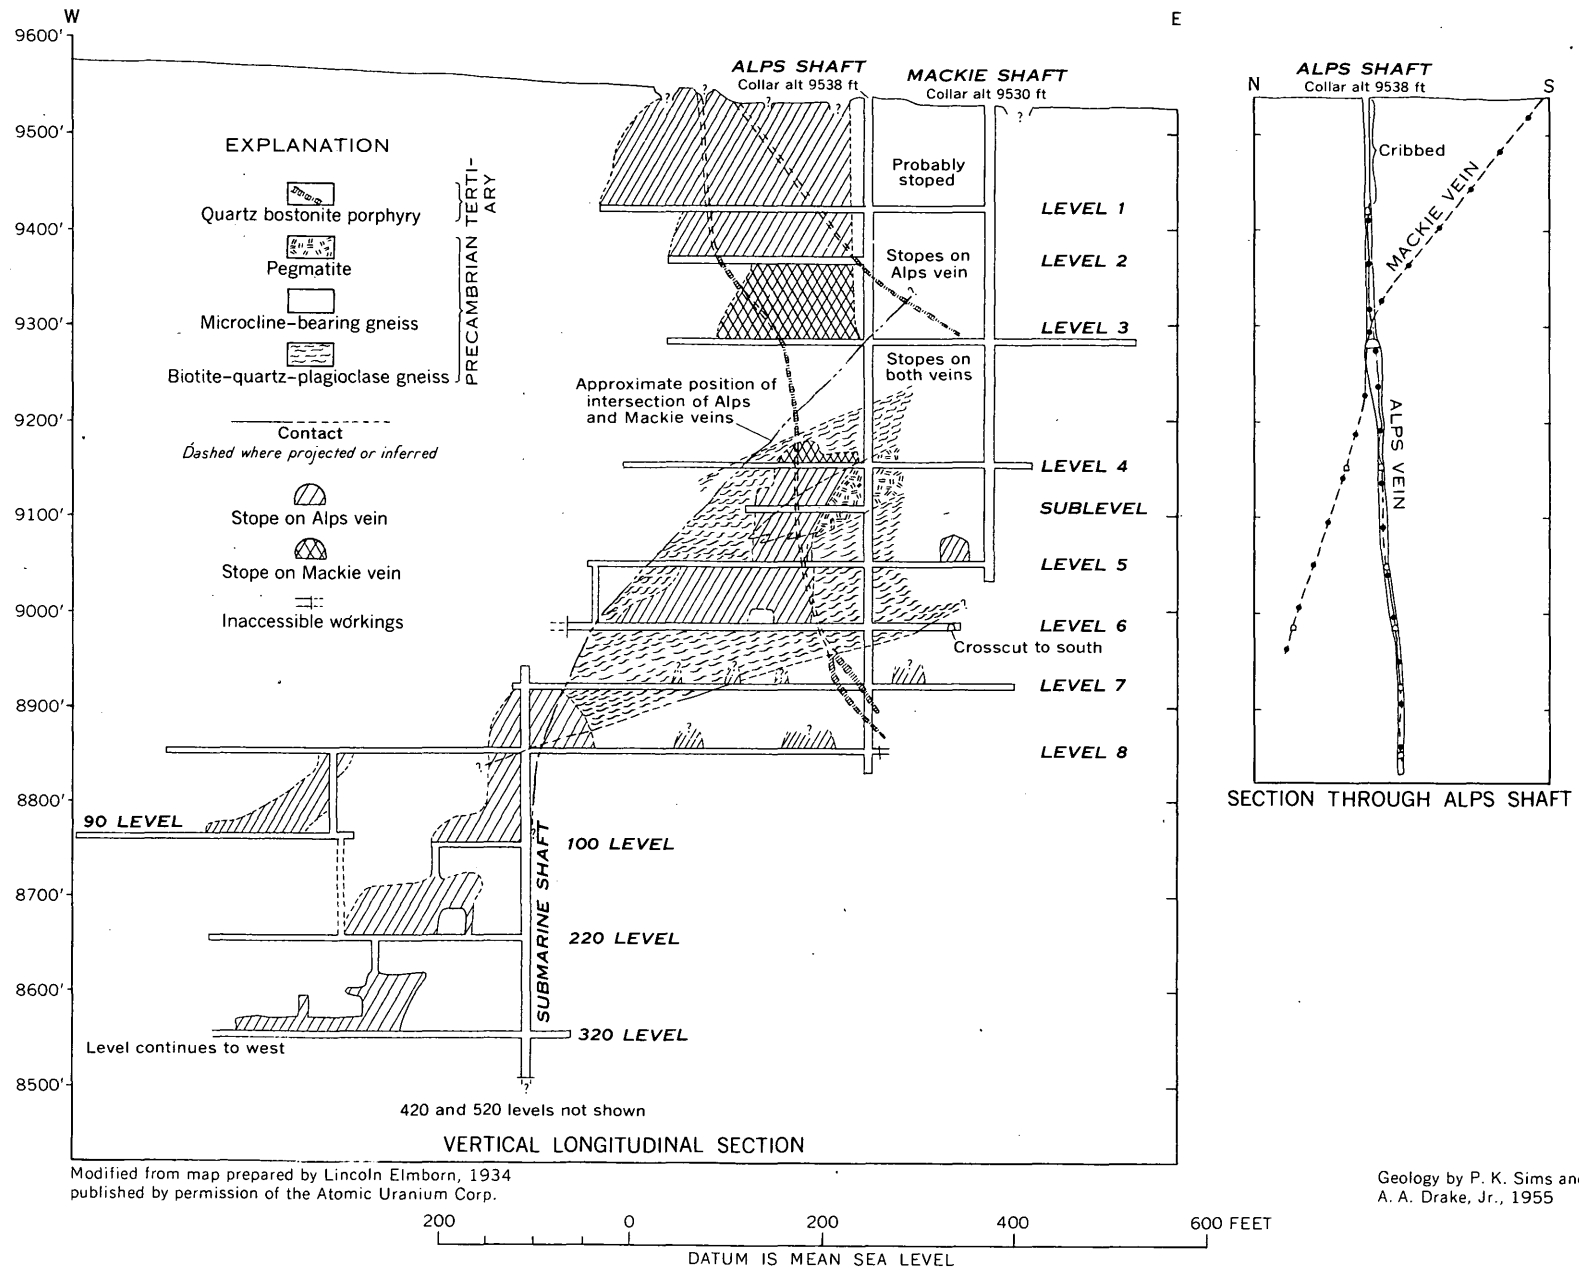 W
E
9600'
9500'
9400'
9300'
9200'
9100'
9000'
8900'
8800'
8700'
8600'
8500'
ALPS SHAFT
Collar alt 9538 ft
MACKIE SHAFT
Collar alt 9530 ft
EXPLANATION
Quartz bostonite porphyry
Pegmatite
Microcline-bearing gneiss
Biotite-quartz-plagioclase gneiss
TERTI-
ARY
PRECAMBRIAN
Contact
Dashed where projected or inferred
Stope on Alps vein
Stope on Mackie vein
Inaccessible workings
Probably
stoped
LEVEL 1
Stopes on
Alps vein
LEVEL 2
LEVEL 3
Stopes on
both veins
Approximate position of
intersection of Alps
and Mackie veins
LEVEL 4
SUBLEVEL
LEVEL 5
LEVEL 6
Crosscut to south
LEVEL 7
LEVEL 8
90 LEVEL
100 LEVEL
SUBMARINE SHAFT
220 LEVEL
320 LEVEL
Level continues to west
420 and 520 levels not shown
VERTICAL LONGITUDINAL SECTION
? ? ? ? ? ? ? ? ? ? ? ? ? ? ? ? ?
N
ALPS SHAFT
Collar alt 9538 ft
S
Cribbed
MACKIE VEIN
ALPS VEIN
SECTION THROUGH ALPS SHAFT
Modified from map prepared by Lincoln Elmborn, 1934
published by permission of the Atomic Uranium Corp.
Geology by P. K. Sims and
A. A. Drake, Jr., 1955
200 0 200 400 600 FEET
DATUM IS MEAN SEA LEVEL